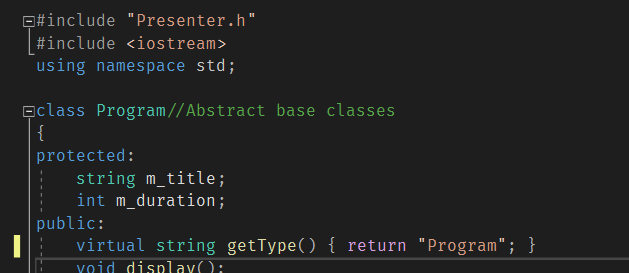 #include "Presenter.h"
#include <iostream>
using namespace std;
class Program//Abstract base classes
{
protected:
string m_title;
int m_duration;
public:
virtual string getType() { return "Program"; }
void display();